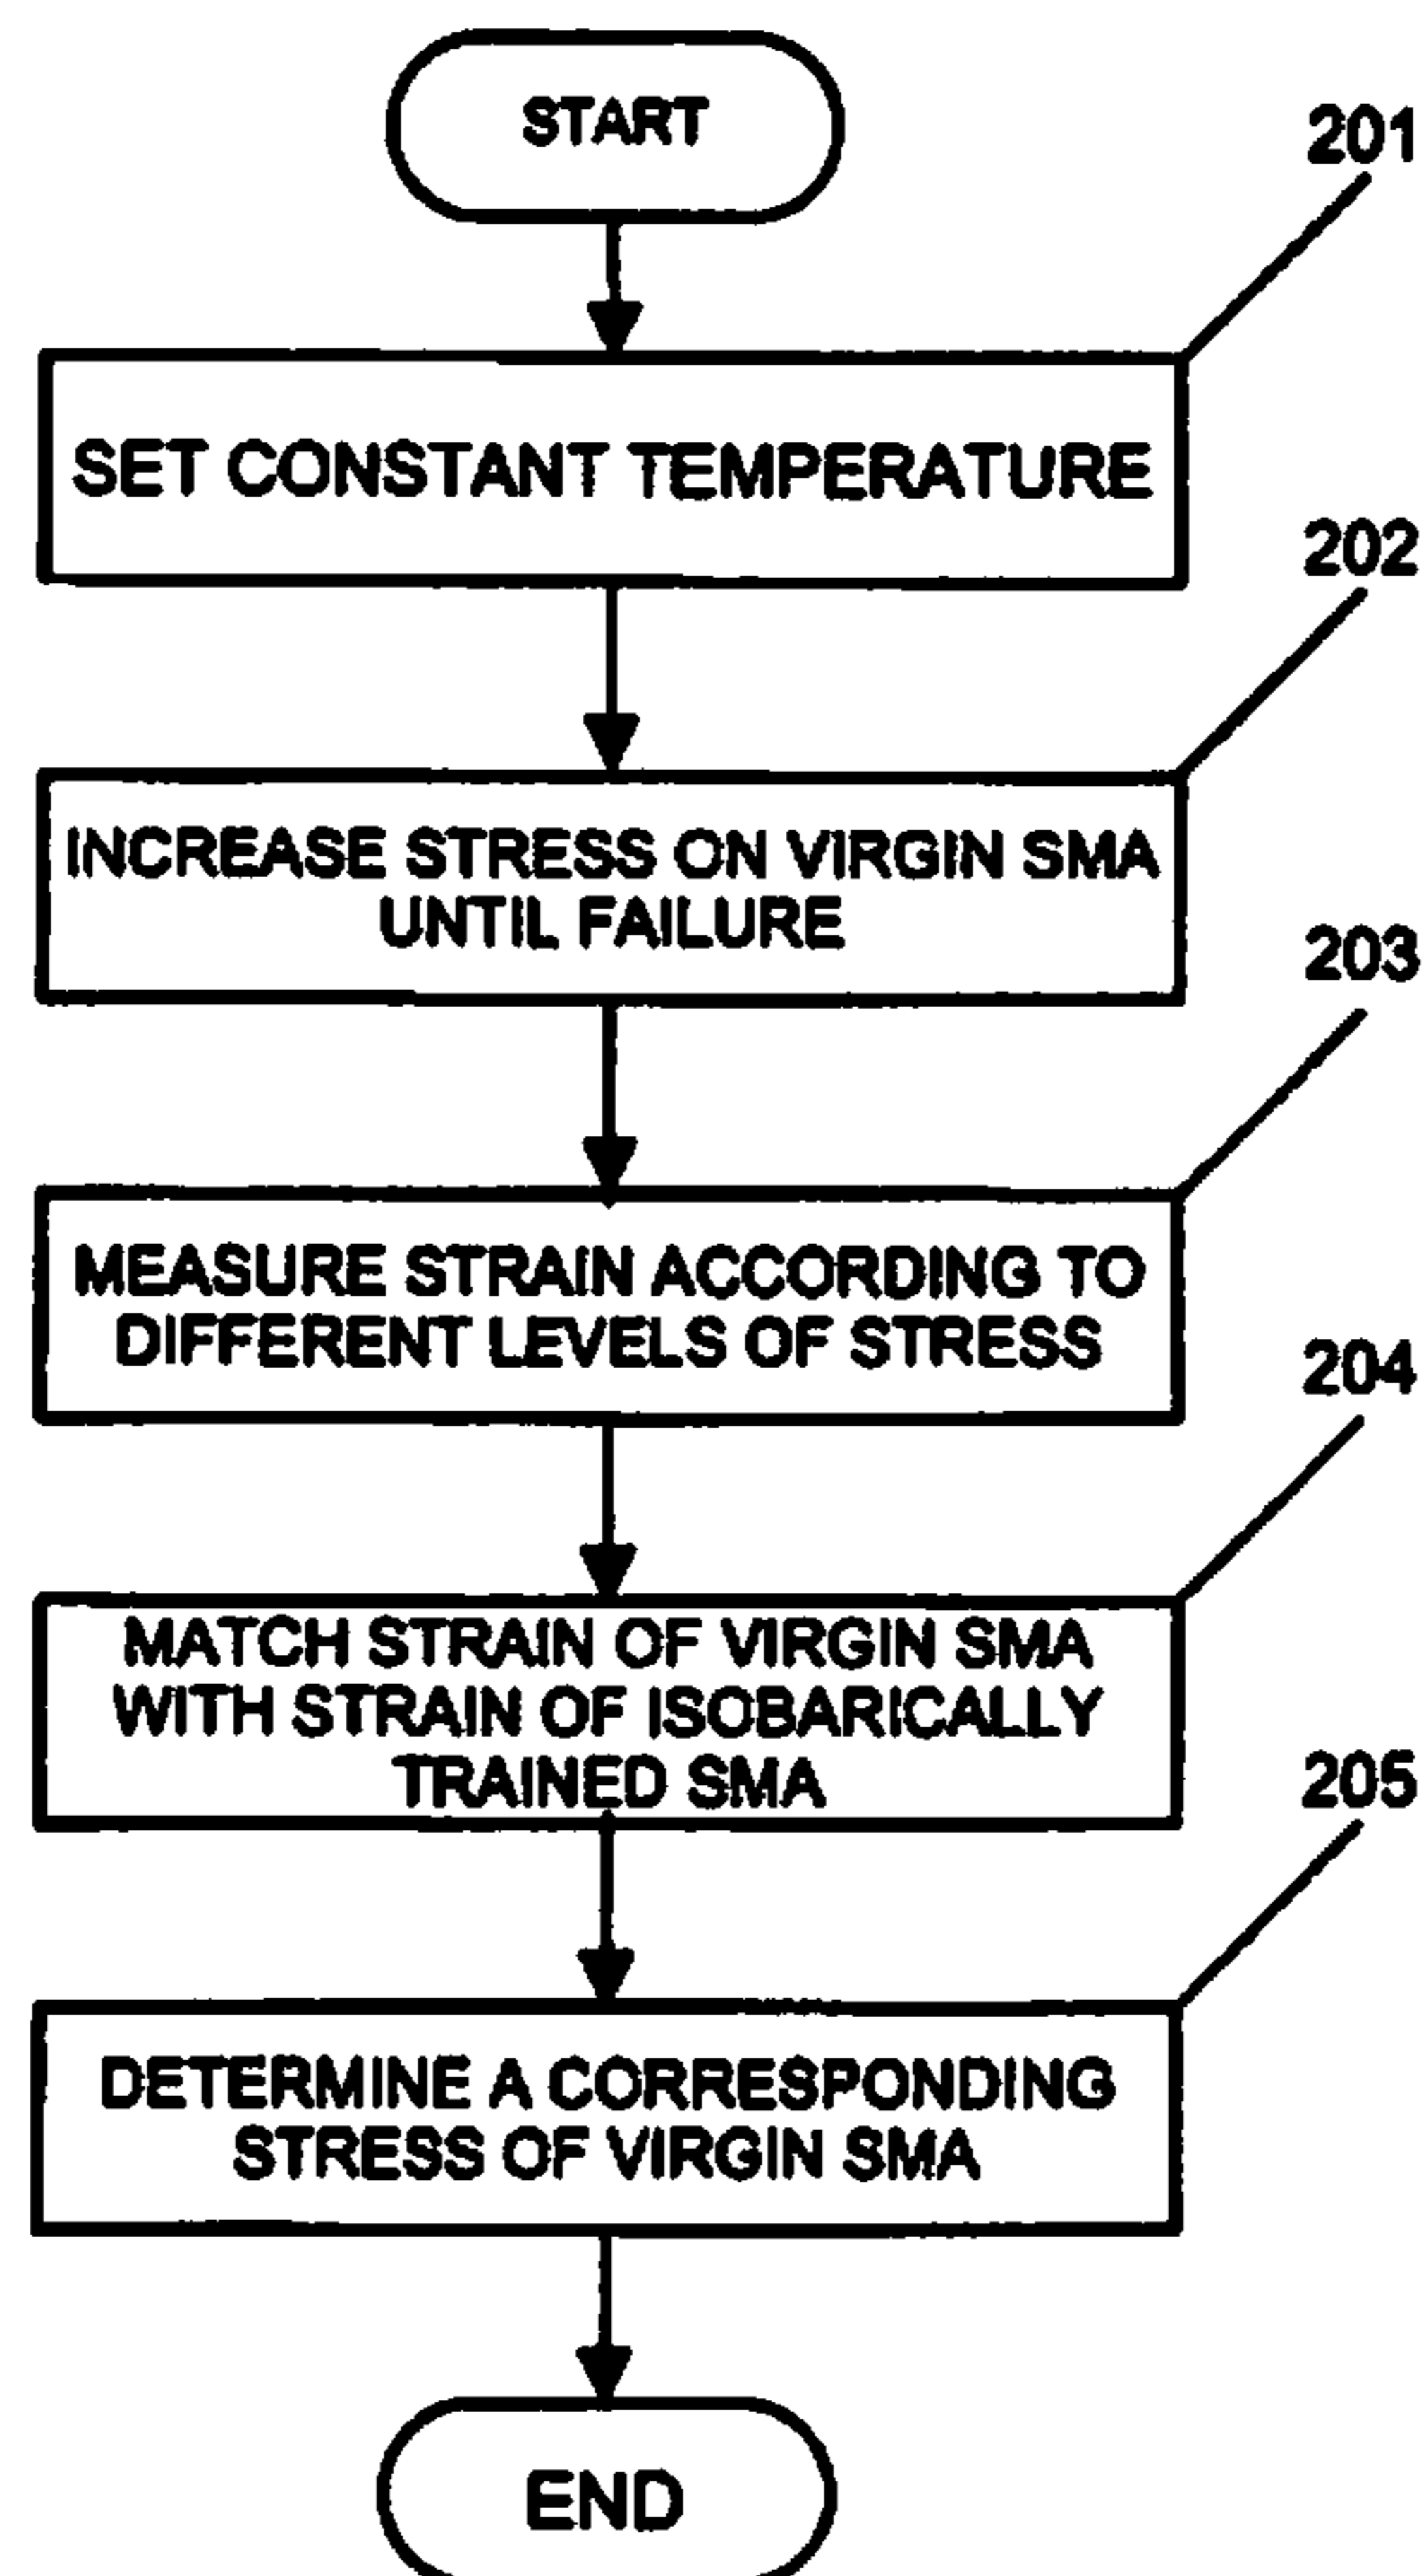 START
201
SET CONSTANT TEMPERATURE
202
INCREASE STRESS ON VIRGIN SMA
UNTIL FAILURE
203
MEASURE STRAIN ACCORDING TO
DIFFERENT LEVELS OF STRESS
204
MATCH STRAIN OF VIRGIN SMA
WITH STRAIN OF ISOBARICALLY
TRAINED SMA
205
DETERMINE A CORRESPONDING
STRESS OF VIRGIN SMA
END